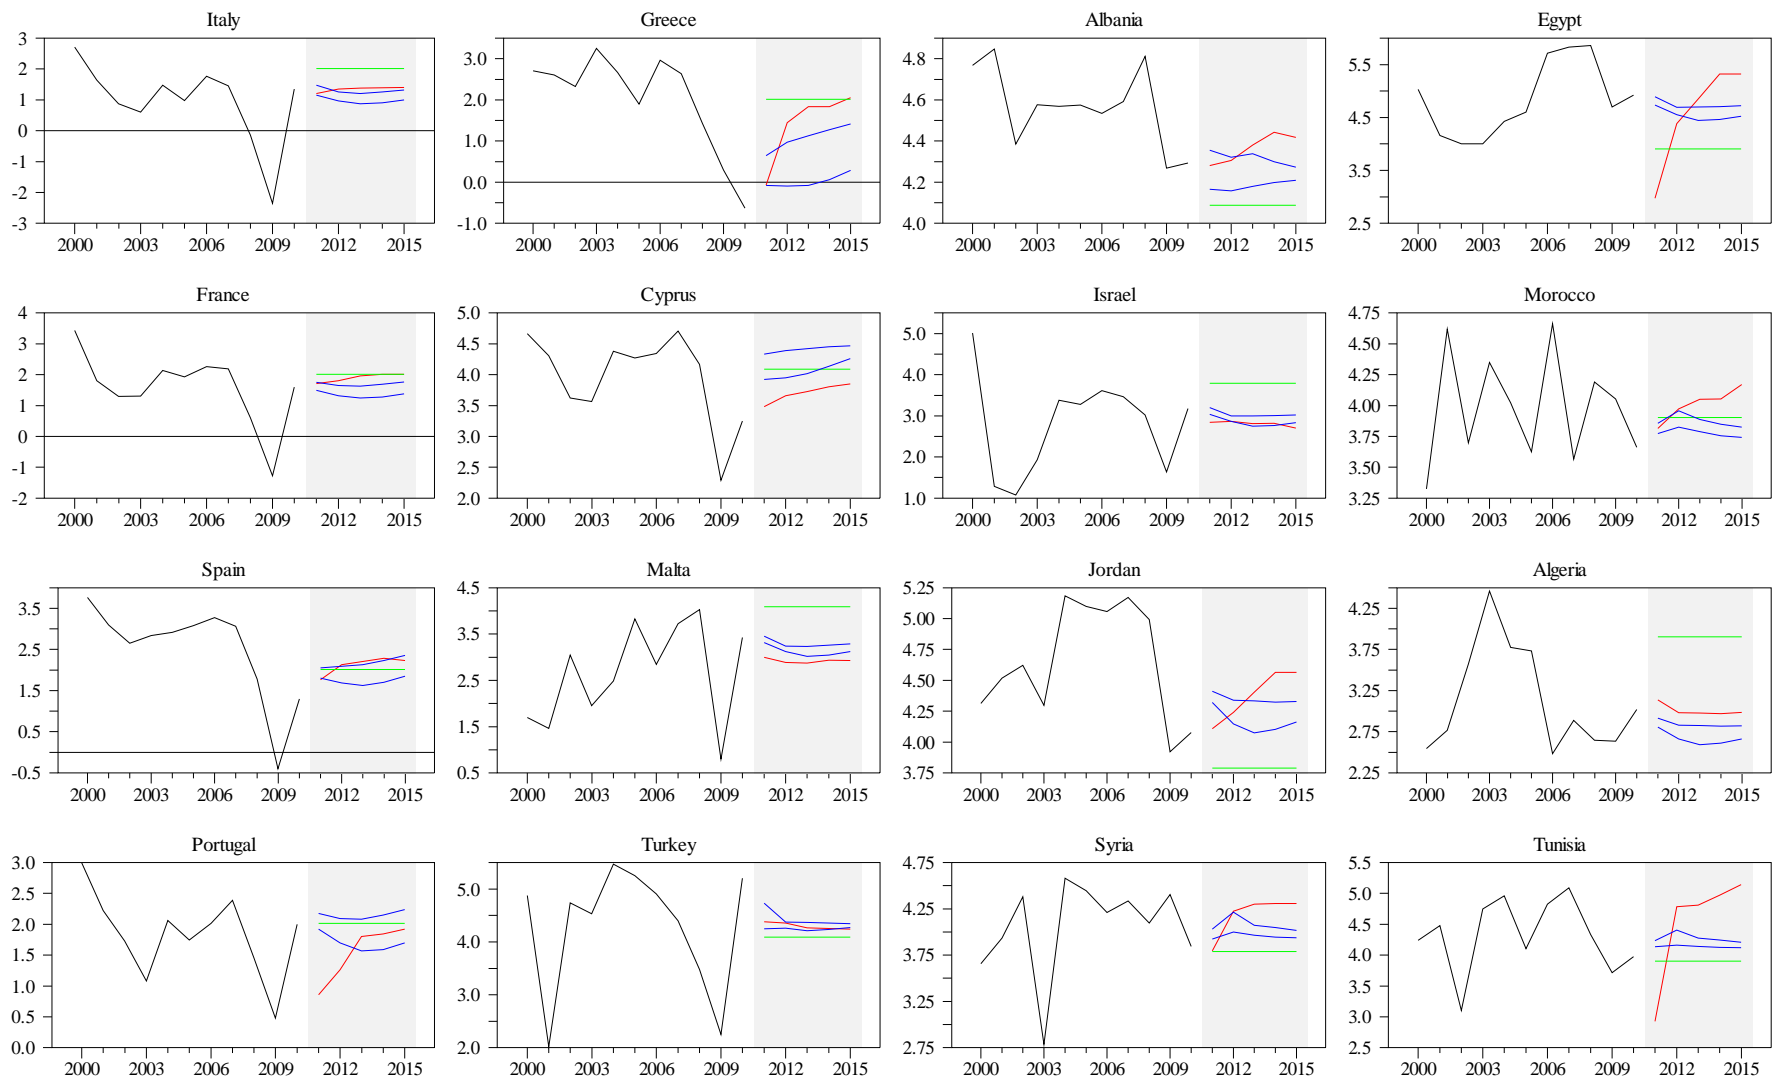 Italy
3
2
1
0
-1
-2
-3
2000 2003 2006 2009 2012 2015
Greece
3.0
2.0
1.0
0.0
-1.0
2000 2003 2006 2009 2012 2015
Albania
4.8
4.6
4.4
4.2
4.0
2000 2003 2006 2009 2012 2015
Egypt
5.5
4.5
3.5
2.5
2000 2003 2006 2009 2012 2015
France
4
3
2
1
0
-1
-2
2000 2003 2006 2009 2012 2015
Cyprus
5.0
4.5
4.0
3.5
3.0
2.5
2.0
2000 2003 2006 2009 2012 2015
Israel
5.0
4.0
3.0
2.0
1.0
2000 2003 2006 2009 2012 2015
Morocco
4.75
4.50
4.25
4.00
3.75
3.50
3.25
2000 2003 2006 2009 2012 2015
Spain
3.5
2.5
1.5
0.5
-0.5
2000 2003 2006 2009 2012 2015
Malta
4.5
3.5
2.5
1.5
0.5
2000 2003 2006 2009 2012 2015
Jordan
5.25
5.00
4.75
4.50
4.25
4.00
3.75
2000 2003 2006 2009 2012 2015
Algeria
4.25
3.75
3.25
2.75
2.25
2000 2003 2006 2009 2012 2015
Portugal
3.0
2.5
2.0
1.5
1.0
0.5
0.0
2000 2003 2006 2009 2012 2015
Turkey
5.0
4.0
3.0
2.0
2000 2003 2006 2009 2012 2015
Syria
4.75
4.25
3.75
3.25
2.75
2000 2003 2006 2009 2012 2015
Tunisia
5.5
5.0
4.5
4.0
3.5
3.0
2.5
2000 2003 2006 2009 2012 2015